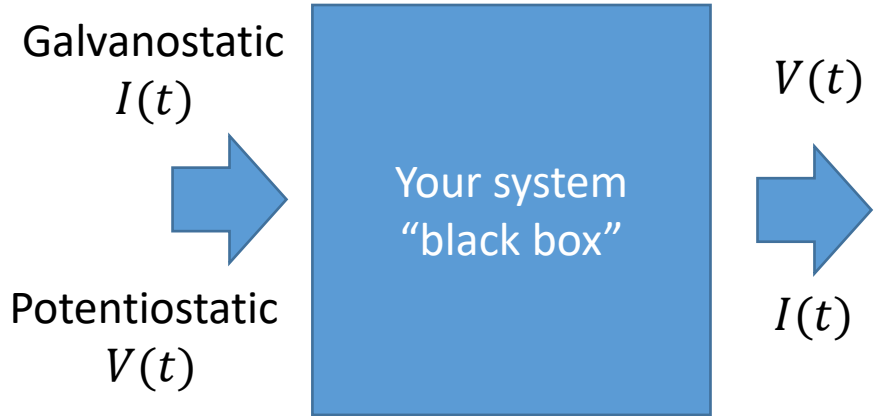 Galvanostatic
I(t)
Potentiostatic
V(t)
Your system
“black box”
V(t)
I(t)